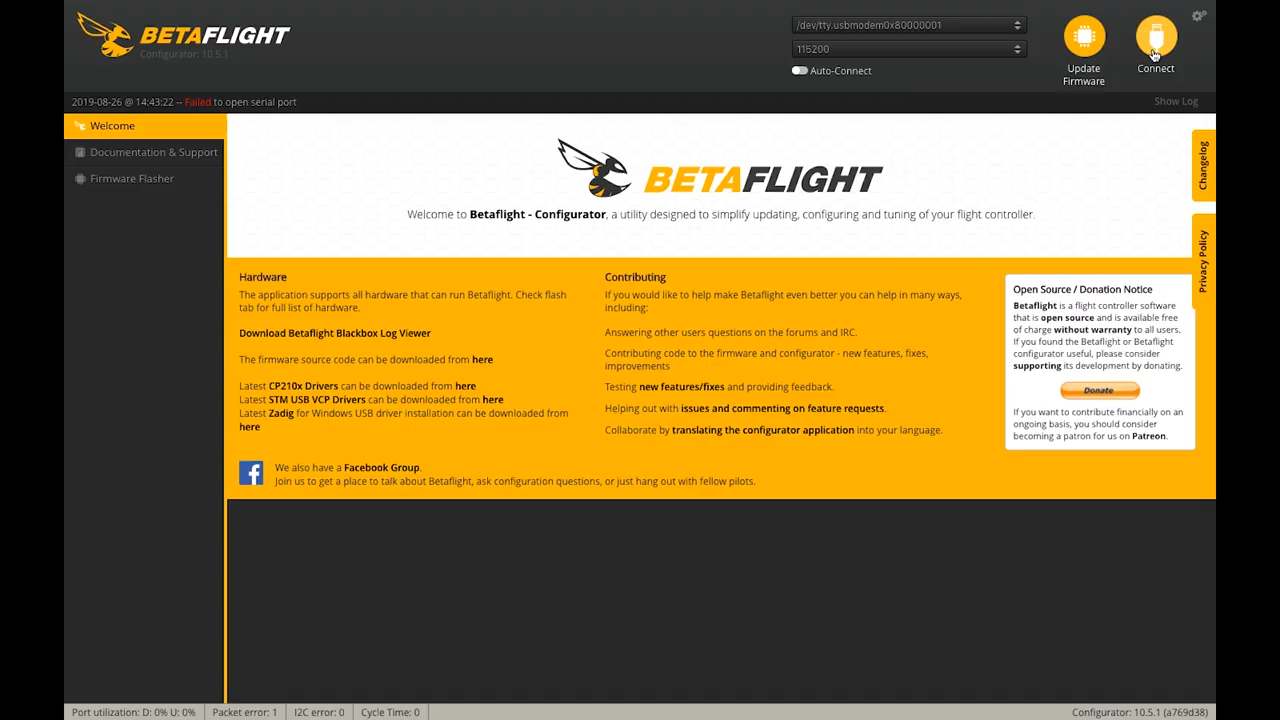 BETAFLIGHT
Configurator: 10.5.1
/dev/tty.usbmodem0x80000001
115200
Auto-Connect
Update
Firmware
Connect
2019-08-26 @ 14:43:22 -- Failed to open serial port
Show Log
Welcome
Documentation & Support
Firmware Flasher
BETAFLIGHT
Welcome to Betaflight - Configurator, a utility designed to simplify updating, configuring and tuning of your flight controller.
Changelog
Privacy Policy
Hardware
The application supports all hardware that can run Betaflight. Check flash
tab for full list of hardware.
Download Betaflight Blackbox Log Viewer
The firmware source code can be downloaded from here
Latest CP210x Drivers can be downloaded from here
Latest STM USB VCP Drivers can be downloaded from here
Latest Zadig for Windows USB driver installation can be downloaded from
here
Contributing
If you would like to help make Betaflight even better you can help in many ways,
including:
Answering other users questions on the forums and IRC.
Contributing code to the firmware and configurator - new features, fixes,
improvements
Testing new features/fixes and providing feedback.
Helping out with issues and commenting on feature requests.
Collaborate by translating the configurator application into your language.
Open Source / Donation Notice
Betaflight is a flight controller software
that is open source and is available free
of charge without warranty to all users.
If you found the Betaflight or Betaflight
configurator useful, please consider
supporting its development by donating.
Donate
If you want to contribute financially on an
ongoing basis, you should consider
becoming a patron for us on Patreon.
We also have a Facebook Group.
Join us to get a place to talk about Betaflight, ask configuration questions, or just hang out with fellow pilots.
Port utilization: D: 0% U: 0%
Packet error: 1
I2C error: 0
Cycle Time: 0
Configurator: 10.5.1 (a769d38)